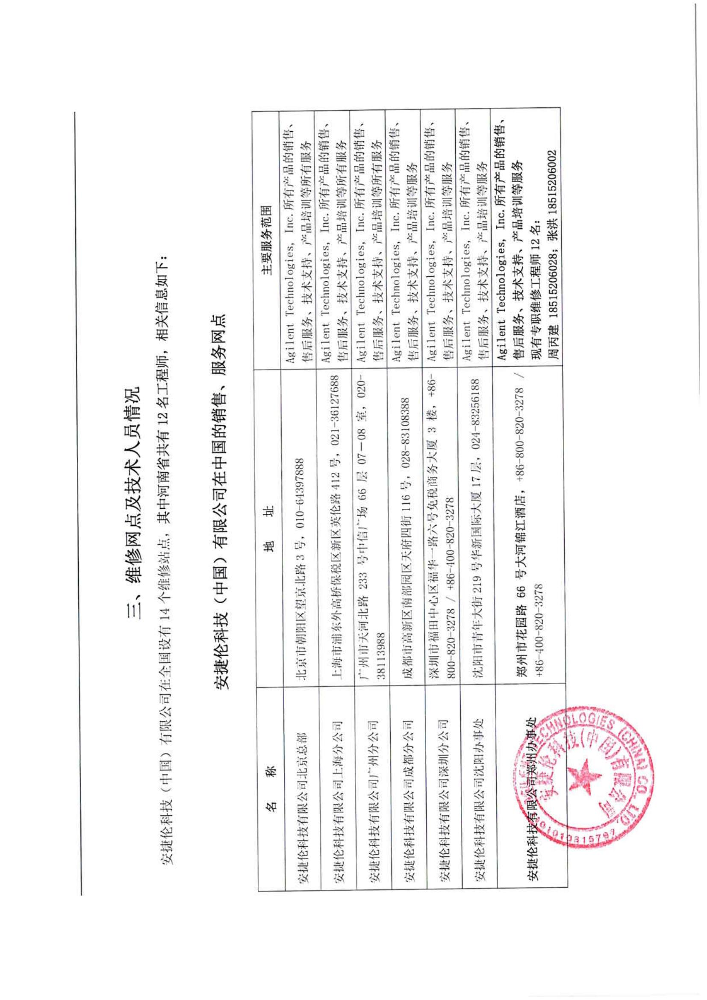 三、维修网点及技术人员情况
安捷伦科技（中国）有限公司在全国设有 14 个维修站点，其中河南省共有 12 名工程师，相关信息如下：
安捷伦科技（中国）有限公司在中国的销售、服务网点
名 称
地 址
主要服务范围
安捷伦科技有限公司北京总部
北京市朝阳区望京北路 3 号，010-64397888
Agilent Technologies, Inc. 所有产品的销售、
售后服务、技术支持、产品培训等所有服务
安捷伦科技有限公司上海分公司
上海市浦东外高桥保税区新区英伦路 412 号，021-36127688
Agilent Technologies, Inc. 所有产品的销售、
售后服务、技术支持、产品培训等所有服务
安捷伦科技有限公司广州分公司
广州市天河北路 233 号中信广场 66 层 07－08 室，020-
38113988
Agilent Technologies, Inc. 所有产品的销售、
售后服务、技术支持、产品培训等所有服务
安捷伦科技有限公司成都分公司
成都市高新区南部园区天府四街 116 号，028-83108388
Agilent Technologies, Inc. 所有产品的销售、
售后服务、技术支持、产品培训等服务
安捷伦科技有限公司深圳分公司
深圳市福田中心区福华一路六号免税商务大厦 3 楼，+86-
800-820-3278 / +86-400-820-3278
Agilent Technologies, Inc. 所有产品的销售、
售后服务、技术支持、产品培训等服务
安捷伦科技有限公司沈阳办事处
沈阳市青年大街 219 号华新国际大厦 17 层，024-83256188
Agilent Technologies, Inc. 所有产品的销售、
售后服务、技术支持、产品培训等服务
安捷伦科技有限公司郑州办事处
郑州市花园路 66 号大河锦江酒店，+86-800-820-3278 /
+86-400-820-3278
Agilent Technologies, Inc. 所有产品的销售、
售后服务、技术支持、产品培训等服务
现有专职维修工程师 12 名：
周丙建 18515206028；张洪 18515206002
AGILENT TECHNOLOGIES (CHINA) CO., LTD.
安捷伦科技(中国)有限公司